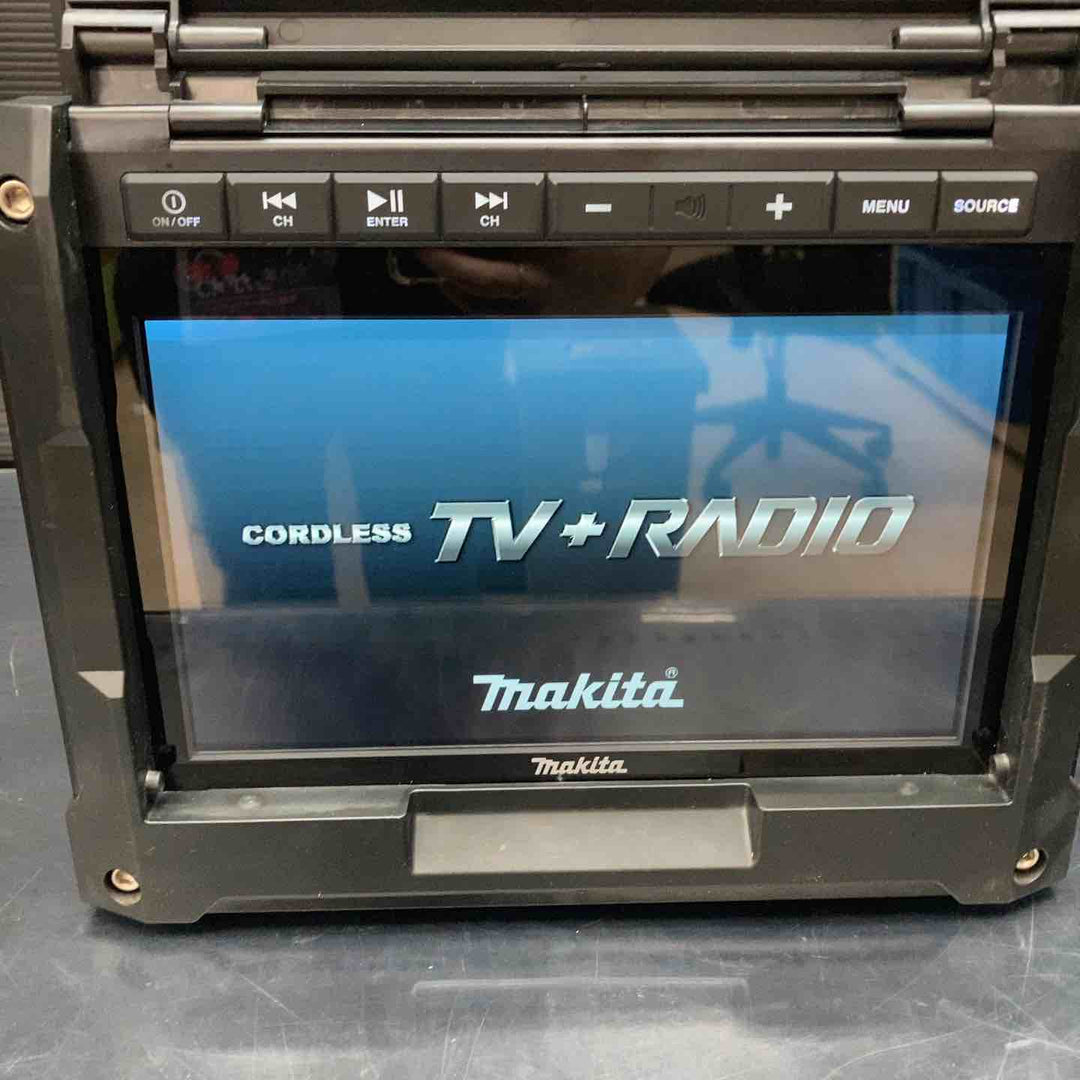 ON/OFF CH ENTER CH MENU SOURCE
CORDLESS TV+RADIO
Makita®
Makita